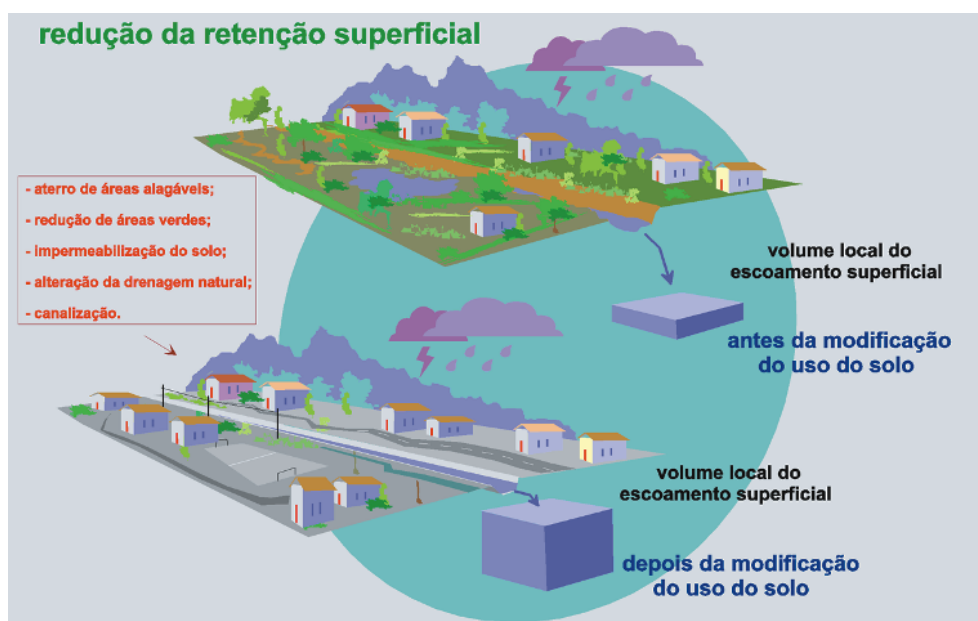 redução da retenção superficial
- aterro de áreas alagáveis;
- redução de áreas verdes;
- impermeabilização do solo;
- alteração da drenagem natural;
- canalização.
volume local do
escoamento superficial
antes da modificação
do uso do solo
volume local do
escoamento superficial
depois da modificação
do uso do solo